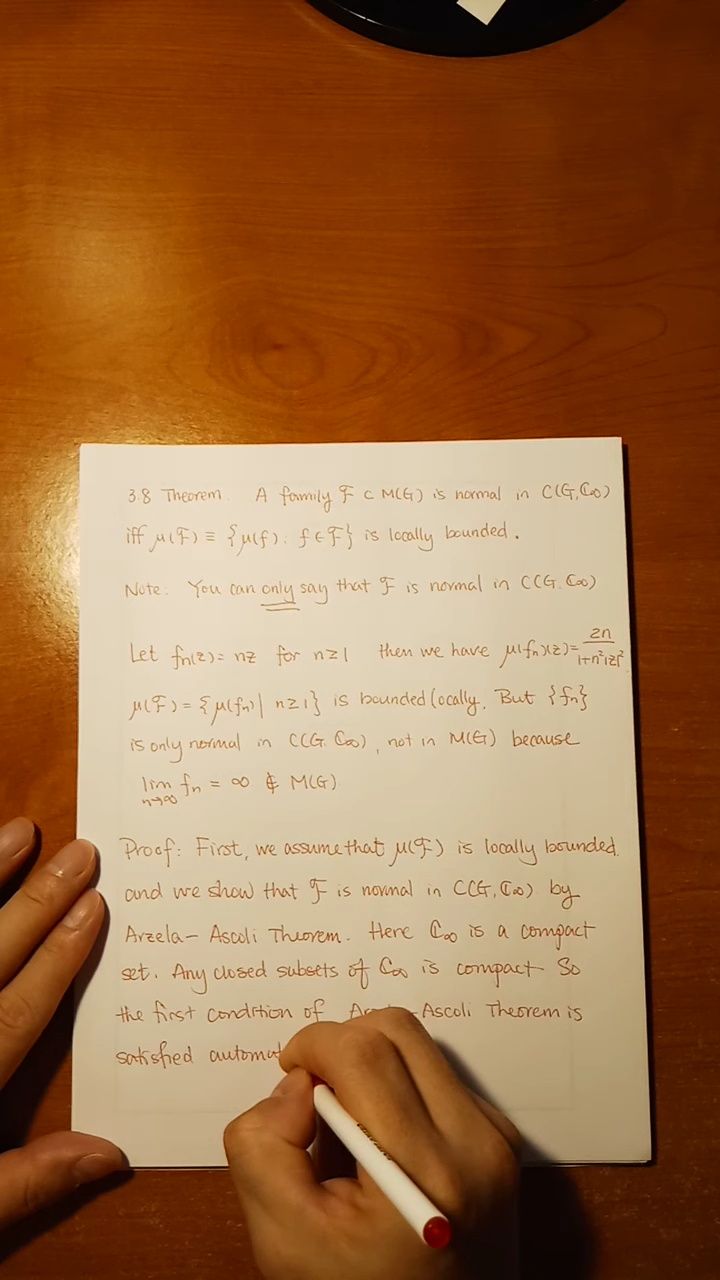 3.8 Theorem. A family ℱ ⊂ M(G) is normal in C(G,ℂ∞)
iff μ(ℱ) ≡ {μ(f) : f ∈ ℱ} is locally bounded.
Note: You can only say that ℱ is normal in C(G.ℂ∞)
Let fn(z) = nz for n≥1 then we have μ(fn)(z) = 2n/1+n²|z|²
μ(ℱ) = {μ(fn) | n≥1} is bounded locally. But {fn}
is only normal in C(G.ℂ∞), not in M(G) because
lim n→∞ fn = ∞ ∉ M(G)
Proof: First, we assume that μ(ℱ) is locally bounded.
and we show that ℱ is normal in C(G,ℂ∞) by
Arzela-Ascoli Theorem. Here ℂ∞ is a compact
set. Any closed subsets of ℂ∞ is compact So
the first condition of -Ascoli Theorem is
satisfied